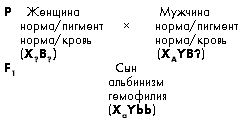 P Женщина Мужчина
норма/пигмент × норма/пигмент
норма/кровь норма/кровь
(X?B?) (XAYB?)
F1 Сын
альбинизм
гемофилия
(XaYbb)